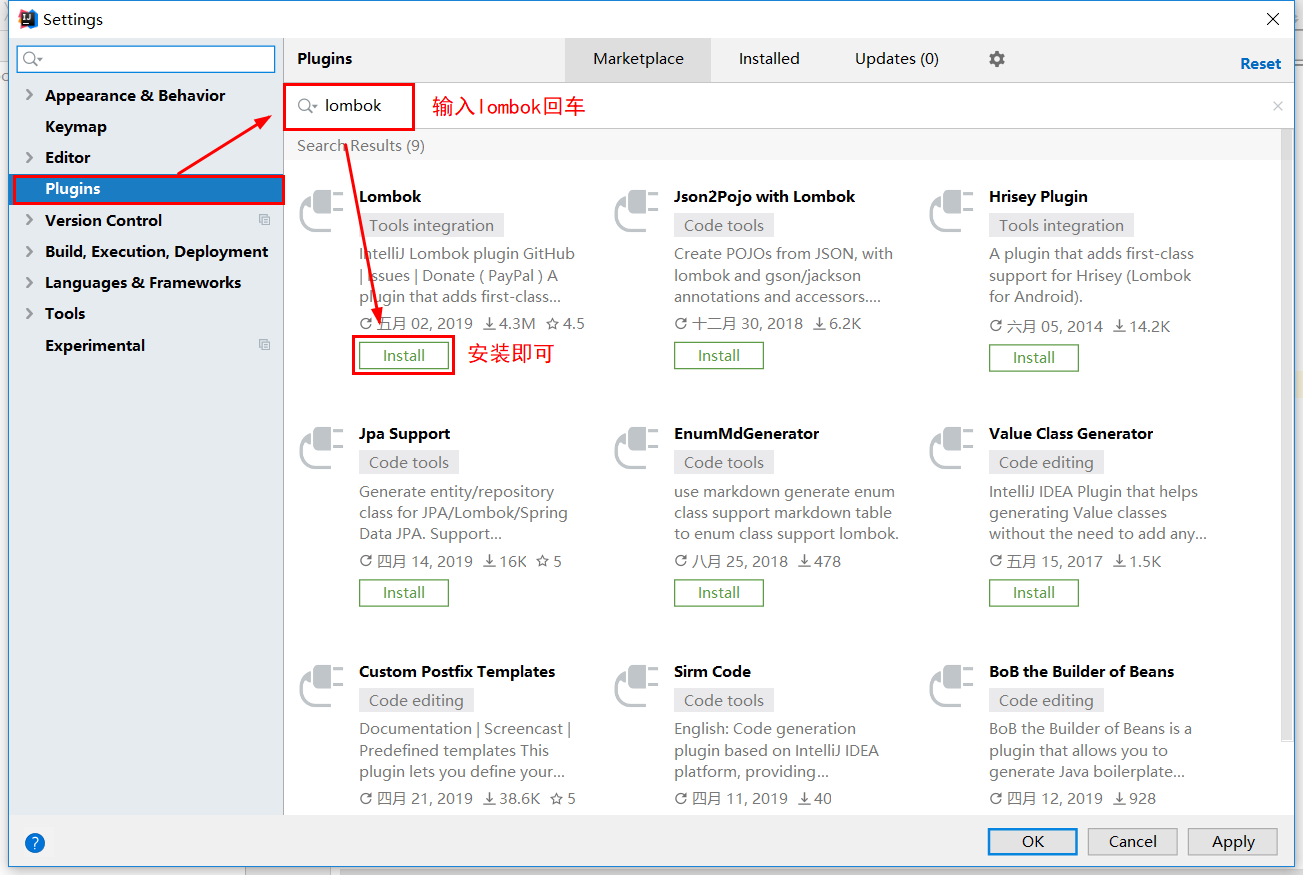 Settings
Plugins
Marketplace
Installed
Updates (0)
Reset
Appearance & Behavior
Keymap
Editor
Plugins
Version Control
Build, Execution, Deployment
Languages & Frameworks
Tools
Experimental
lombok
输入lombok回车
Search Results (9)
Lombok
Tools integration
IntelliJ Lombok plugin GitHub
| Issues | Donate ( PayPal ) A
plugin that adds first-class...
五月 02, 2019 4.3M 4.5
Install
安装即可
Json2Pojo with Lombok
Code tools
Create POJOs from JSON, with
lombok and gson/jackson
annotations and accessors....
十二月 30, 2018 6.2K
Install
Hrisey Plugin
Tools integration
A plugin that adds first-class
support for Hrisey (Lombok
for Android).
六月 05, 2014 14.2K
Install
Jpa Support
Code tools
Generate entity/repository
class for JPA/Lombok/Spring
Data JPA. Support...
四月 14, 2019 16K 5
Install
EnumMdGenerator
Code tools
use markdown generate enum
class support markdown table
to enum class support lombok.
八月 25, 2018 478
Install
Value Class Generator
Code editing
IntelliJ IDEA Plugin that helps
generating Value classes
without the need to add any...
五月 15, 2017 1.5K
Install
Custom Postfix Templates
Code editing
Documentation | Screencast |
Predefined templates This
plugin lets you define your...
四月 21, 2019 38.6K 5
Sirm Code
Code tools
English: Code generation
plugin based on IntelliJ IDEA
platform, providing...
四月 11, 2019 40
BoB the Builder of Beans
Code editing
BoB the Builder of Beans is a
plugin that allows you to
generate Java boilerplate...
四月 12, 2019 928
?
OK
Cancel
Apply